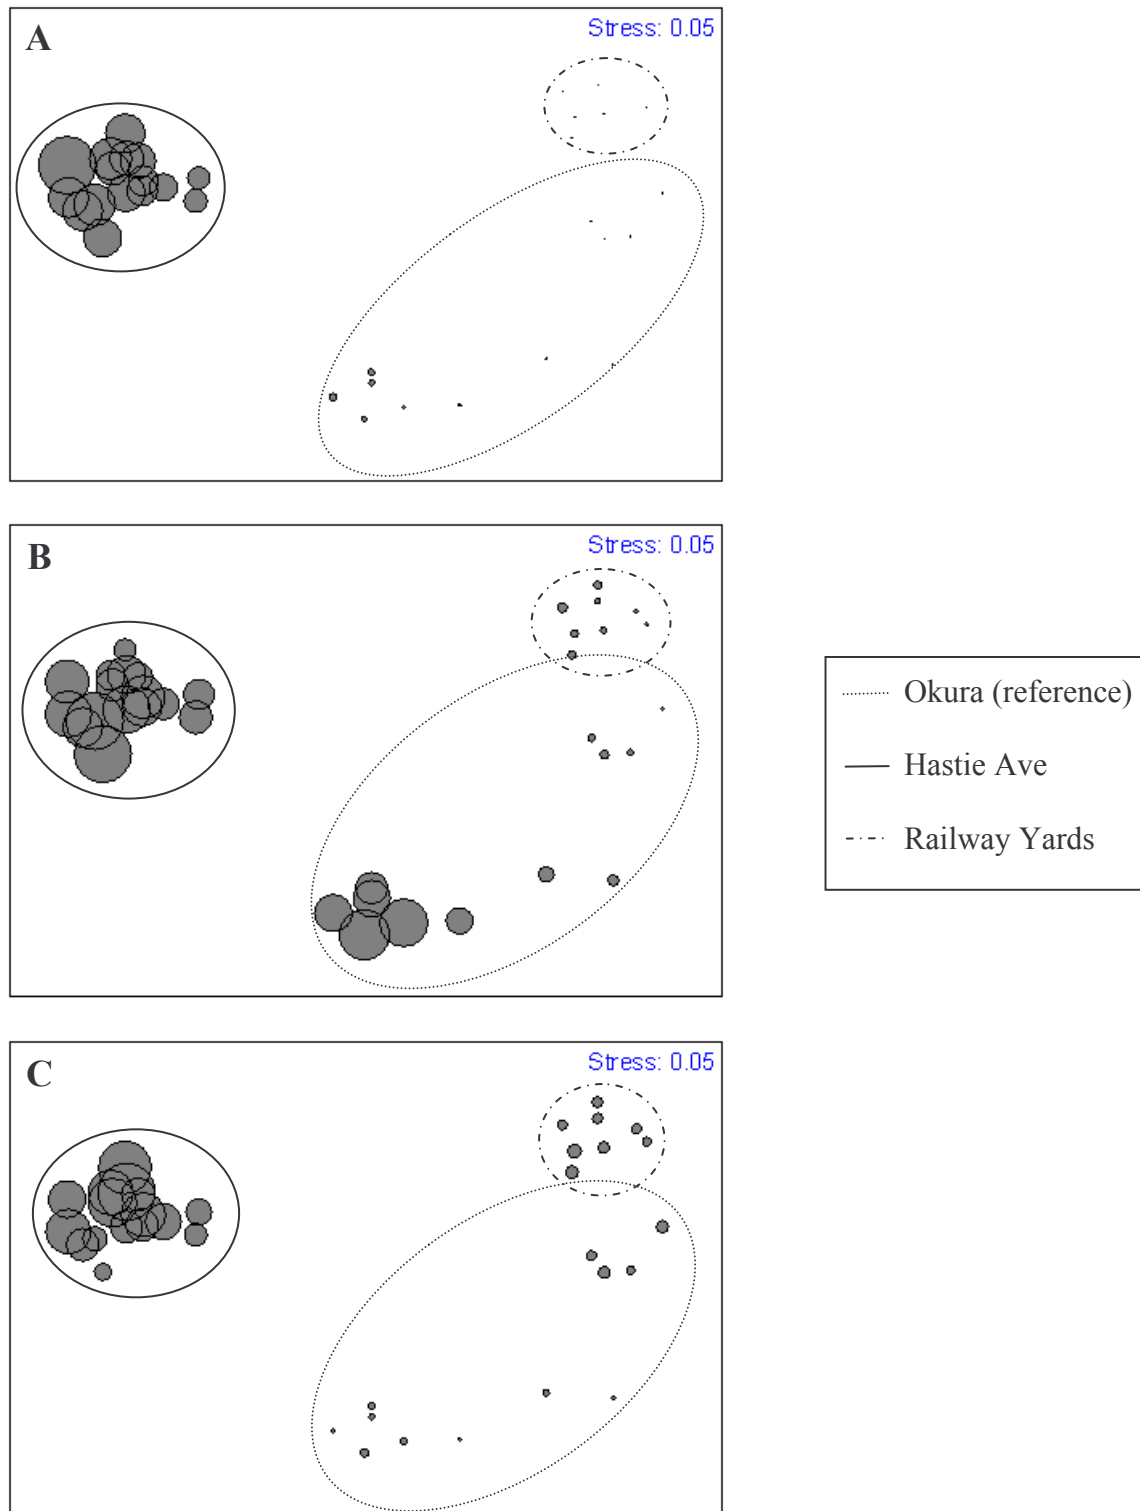 A
Stress: 0.05
B
Stress: 0.05
Okura (reference)
Hastie Ave
Railway Yards
C
Stress: 0.05